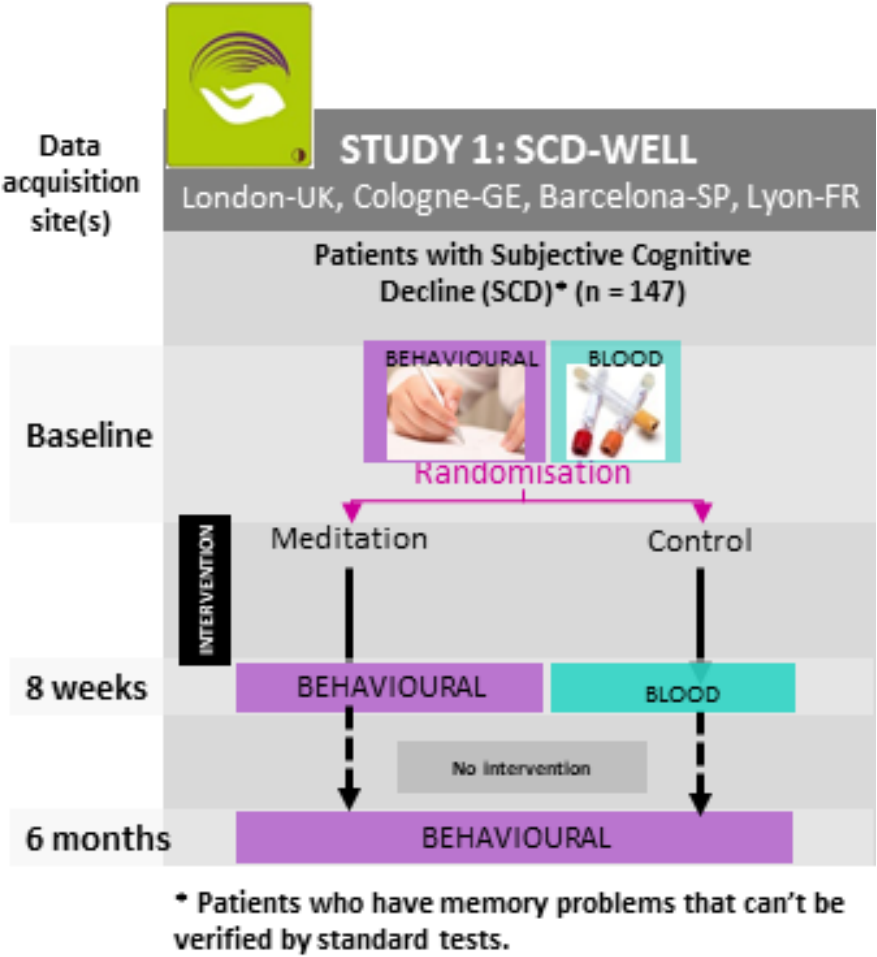 Data
acquisition
site(s)
STUDY 1: SCD-WELL
London-UK, Cologne-GE, Barcelona-SP, Lyon-FR
Patients with Subjective Cognitive
Decline (SCD)* (n = 147)
Baseline
BEHAVIOURAL
BLOOD
Randomisation
INTERVENTION
Meditation
Control
8 weeks
BEHAVIOURAL
BLOOD
No intervention
6 months
BEHAVIOURAL
* Patients who have memory problems that can't be
verified by standard tests.